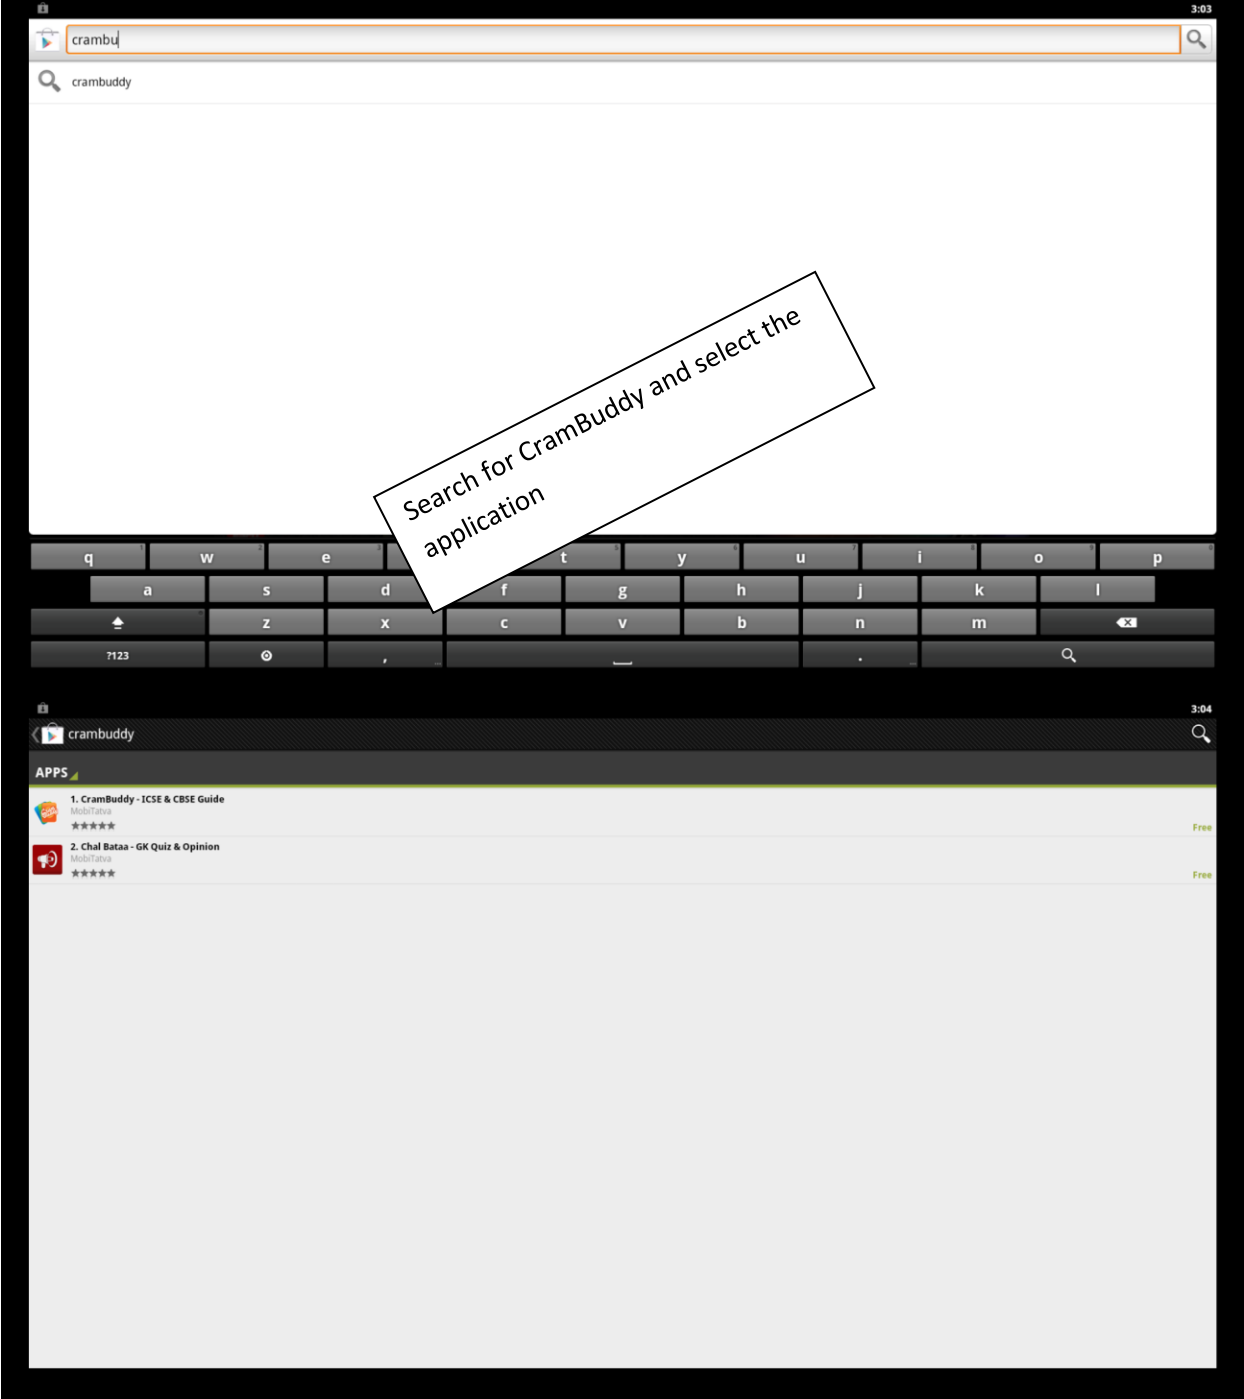 3:03
crambu
crambuddy
Search for CramBuddy and select the
application
q w e t y u i o p
a s d f g h j k l
z x c v b n m
?123 , .
3:04
crambuddy
APPS
1. CramBuddy - ICSE & CBSE Guide
MobiTatva
Free
2. Chal Bataa - GK Quiz & Opinion
MobiTatva
Free